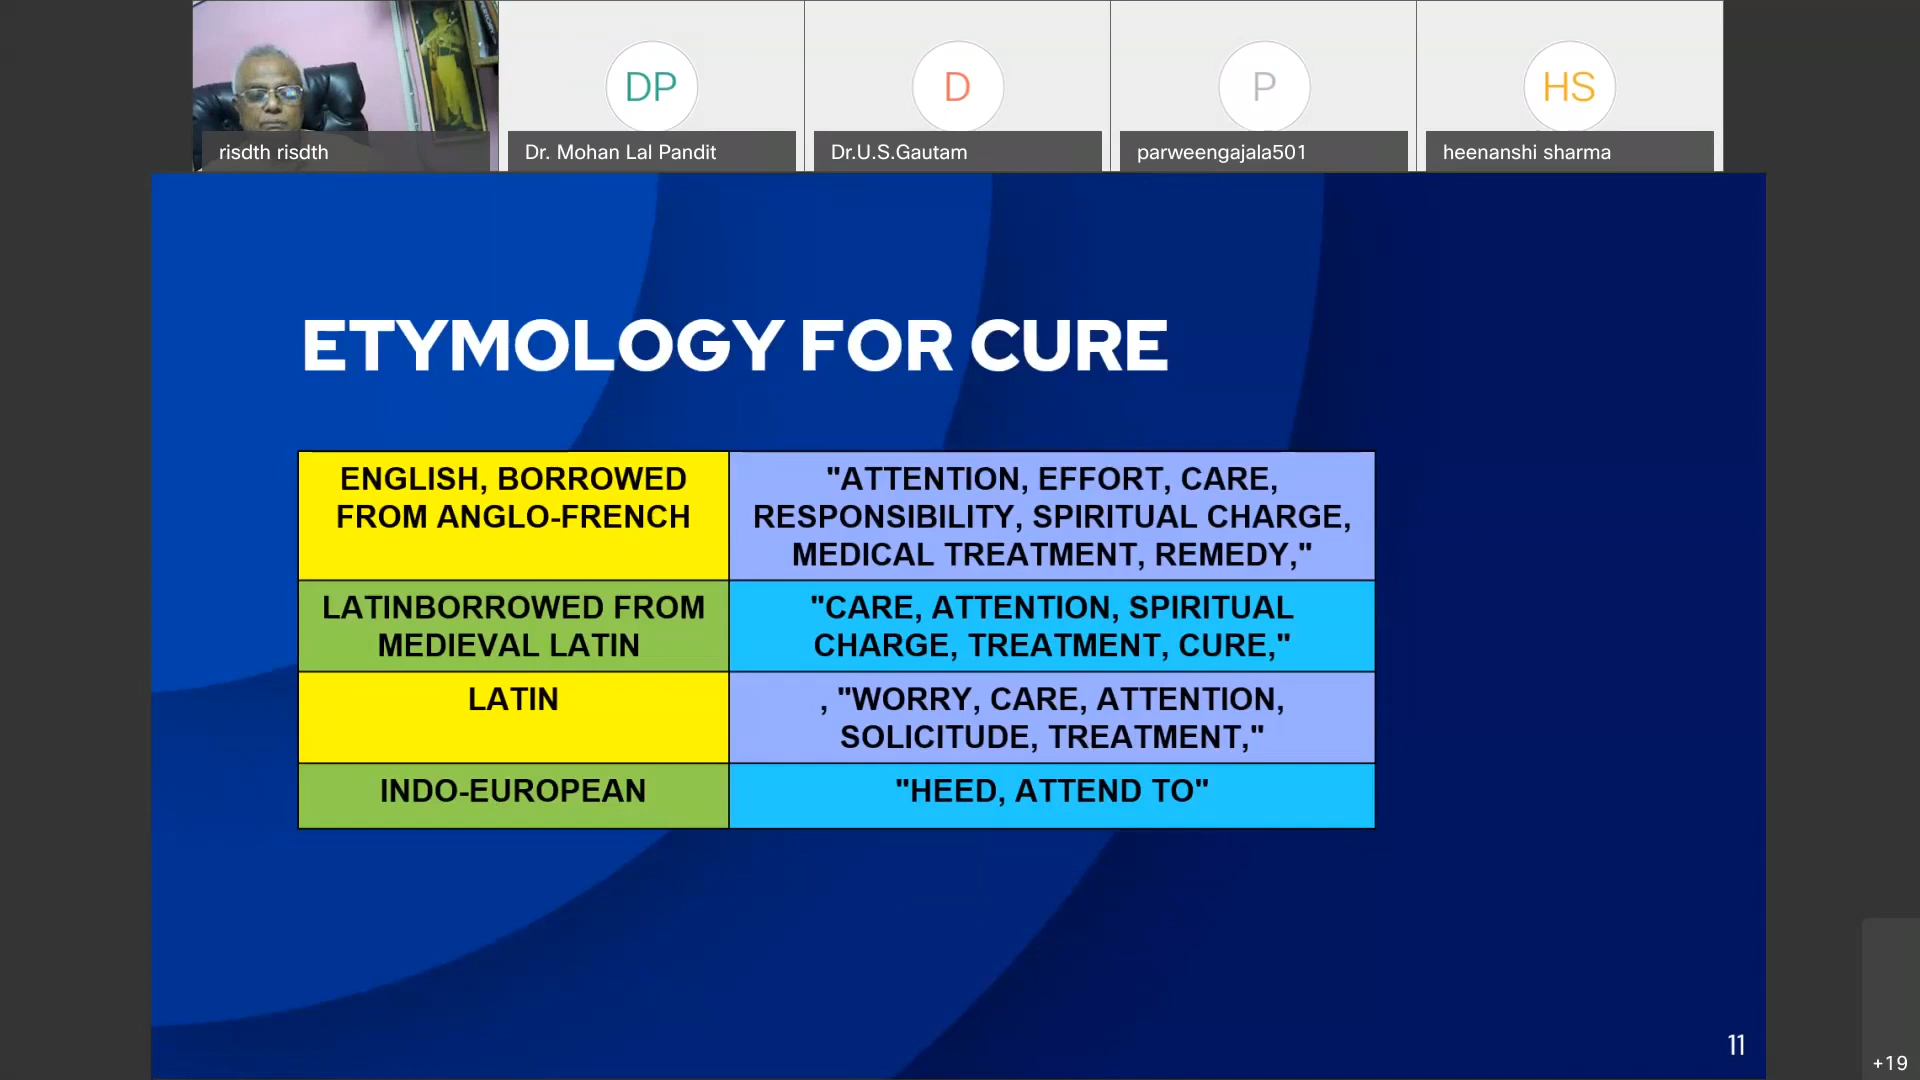 DP
D
P
HS
risdth risdth
Dr. Mohan Lal Pandit
Dr.U.S.Gautam
parweengajala501
heenanshi sharma
ETYMOLOGY FOR CURE
ENGLISH, BORROWED
FROM ANGLO-FRENCH
"ATTENTION, EFFORT, CARE,
RESPONSIBILITY, SPIRITUAL CHARGE,
MEDICAL TREATMENT, REMEDY,"
LATINBORROWED FROM
MEDIEVAL LATIN
"CARE, ATTENTION, SPIRITUAL
CHARGE, TREATMENT, CURE,"
LATIN
, "WORRY, CARE, ATTENTION,
SOLICITUDE, TREATMENT,"
INDO-EUROPEAN
"HEED, ATTEND TO"
11
+19